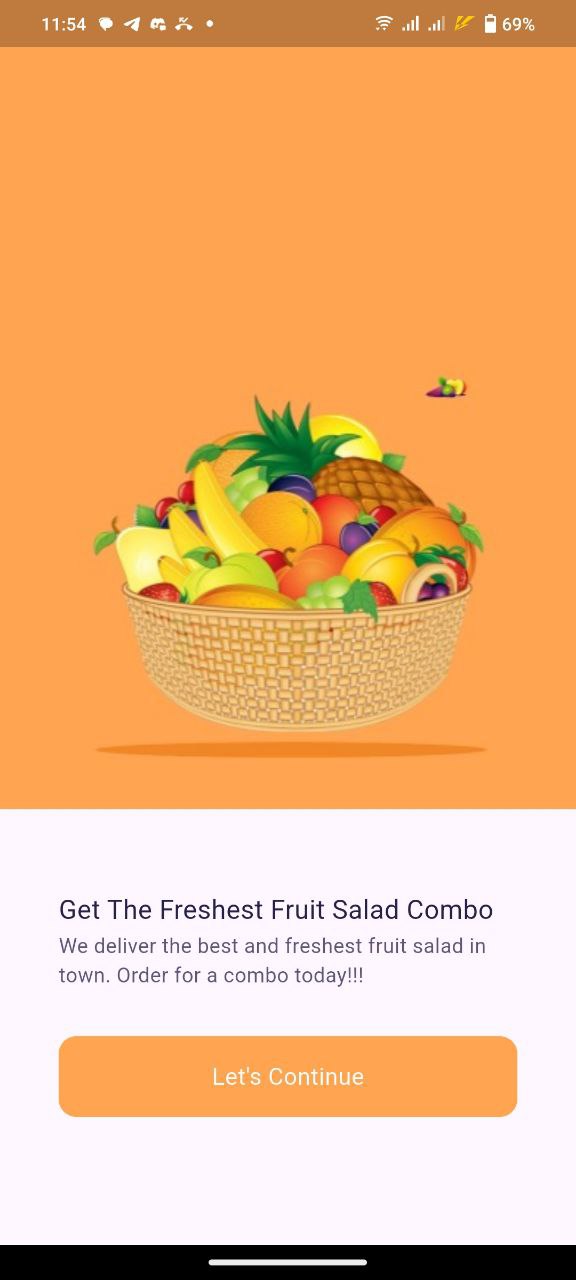 11:54 69%
Get The Freshest Fruit Salad Combo
We deliver the best and freshest fruit salad in
town. Order for a combo today!!!
Let's Continue